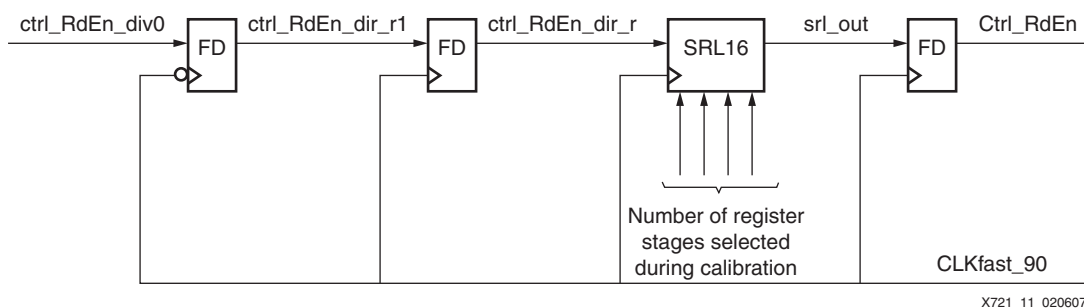 ctrl_RdEn_div0
FD
ctrl_RdEn_dir_r1
FD
ctrl_RdEn_dir_r
SRL16
srl_out
FD
Ctrl_RdEn
Number of register
stages selected
during calibration
CLKfast_90
X721_11_020607